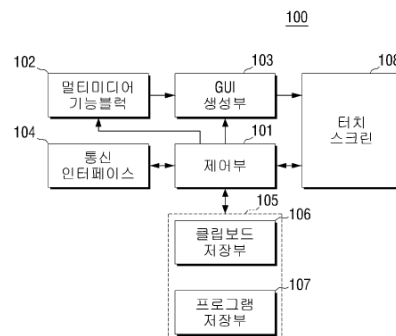 100
102
멀티미디어
기능블럭
103
GUI
생성부
108
터치
스크린
104
통신
인터페이스
101
제어부
105
106
클립보드
저장부
107
프로그램
저장부